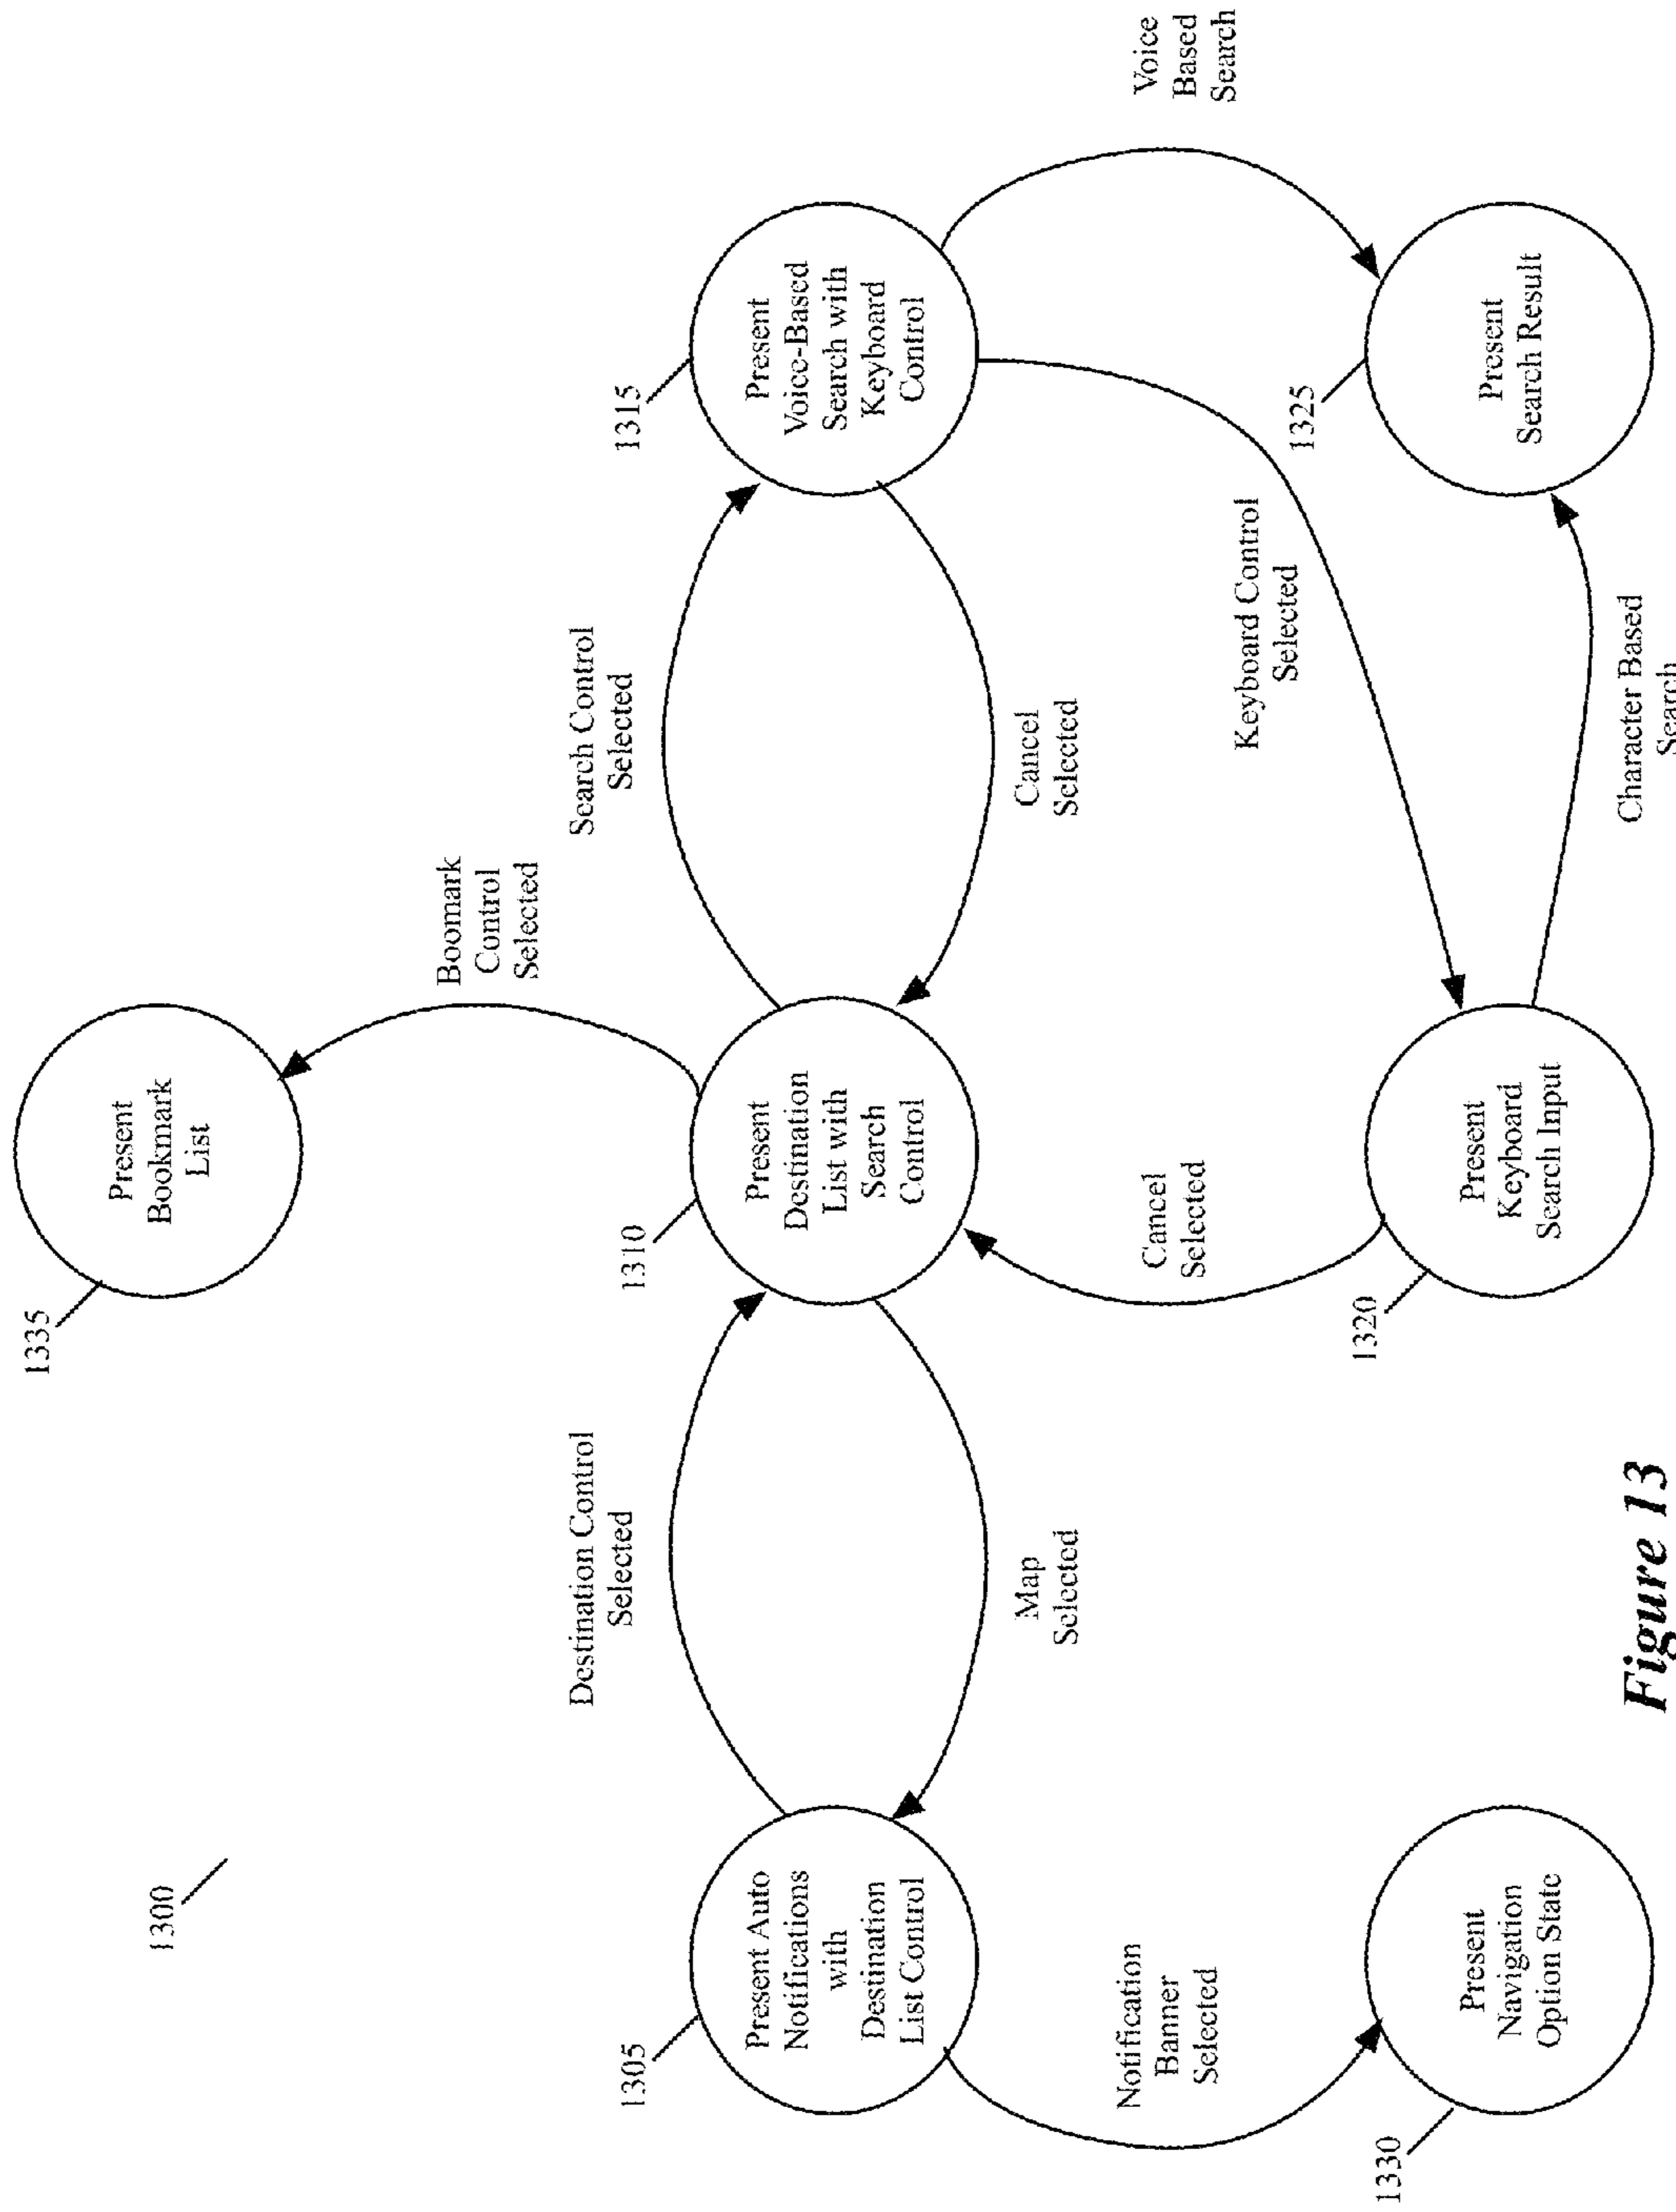 1300
1335
Present
Bookmark
List
Boomark
Control
Selected
Destination Control
Selected
Search Control
Selected
1305
Present Auto
Notifications
with
Destination
List Control
1310
Present
Destination
List with
Search
Control
1315
Present
Voice-Based
Search with
Keyboard
Control
Map
Selected
Cancel
Selected
Notification
Banner
Selected
Cancel
Selected
Keyboard Control
Selected
Voice
Based
Search
1330
Present
Navigation
Option State
1320
Present
Keyboard
Search Input
1325
Present
Search Result
Character Based
Search
Figure 13